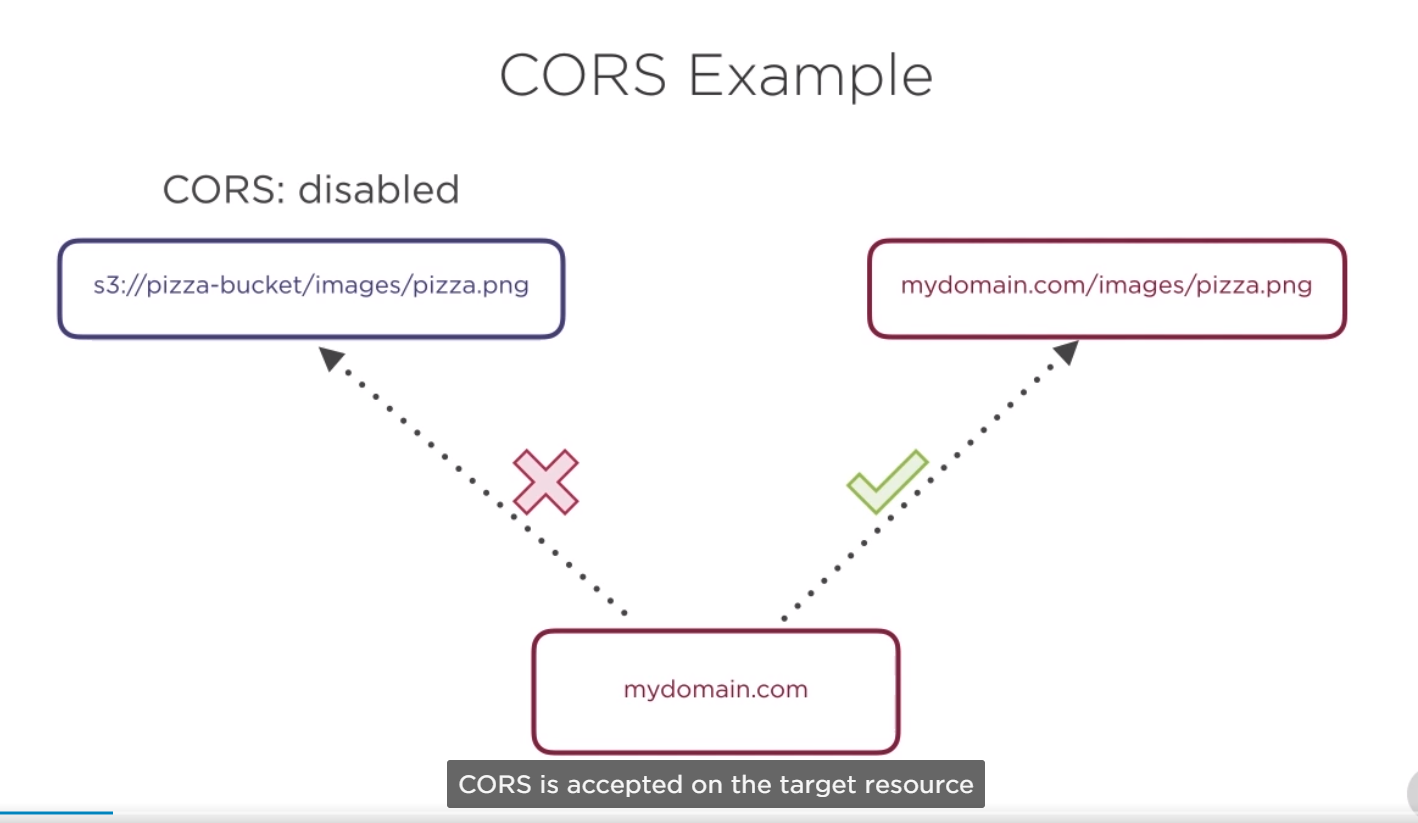 CORS Example
CORS: disabled
s3://pizza-bucket/images/pizza.png
mydomain.com/images/pizza.png
mydomain.com
CORS is accepted on the target resource